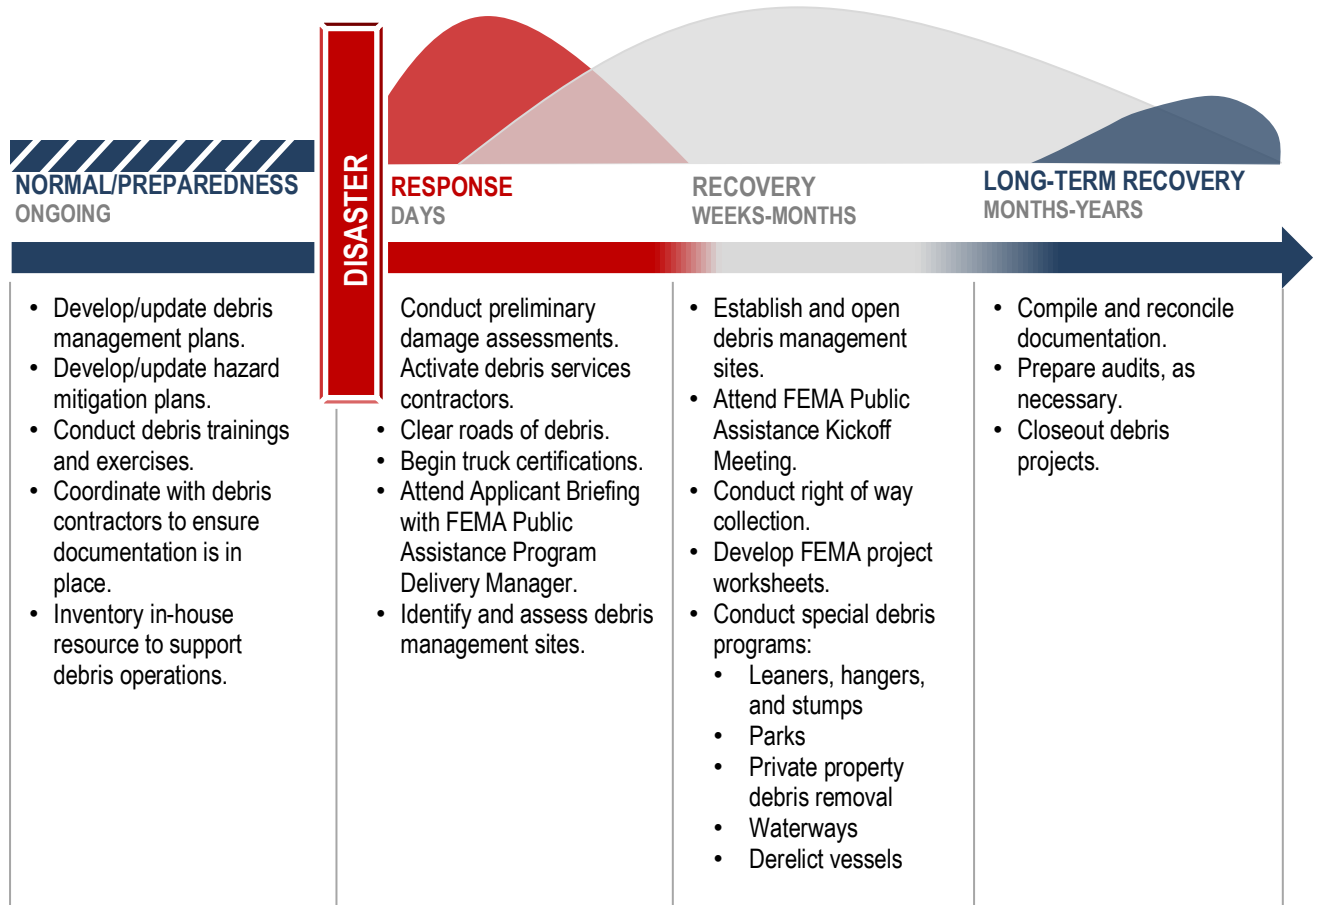 NORMAL/PREPAREDNESS
ONGOING
• Develop/update debris
management plans.
• Develop/update hazard
mitigation plans.
• Conduct debris trainings
and exercises.
• Coordinate with debris
contractors to ensure
documentation is in
place.
• Inventory in-house
resource to support
debris operations.
DISASTER
RESPONSE
DAYS
Conduct preliminary
damage assessments.
Activate debris services
contractors.
• Clear roads of debris.
• Begin truck certifications.
• Attend Applicant Briefing
with FEMA Public
Assistance Program
Delivery Manager.
• Identify and assess debris
management sites.
RECOVERY
WEEKS-MONTHS
• Establish and open
debris management
sites.
• Attend FEMA Public
Assistance Kickoff
Meeting.
• Conduct right of way
collection.
• Develop FEMA project
worksheets.
• Conduct special debris
programs:
• Leaners, hangers,
and stumps
• Parks
• Private property
debris removal
• Waterways
• Derelict vessels
LONG-TERM RECOVERY
MONTHS-YEARS
• Compile and reconcile
documentation.
• Prepare audits, as
necessary.
• Closeout debris
projects.